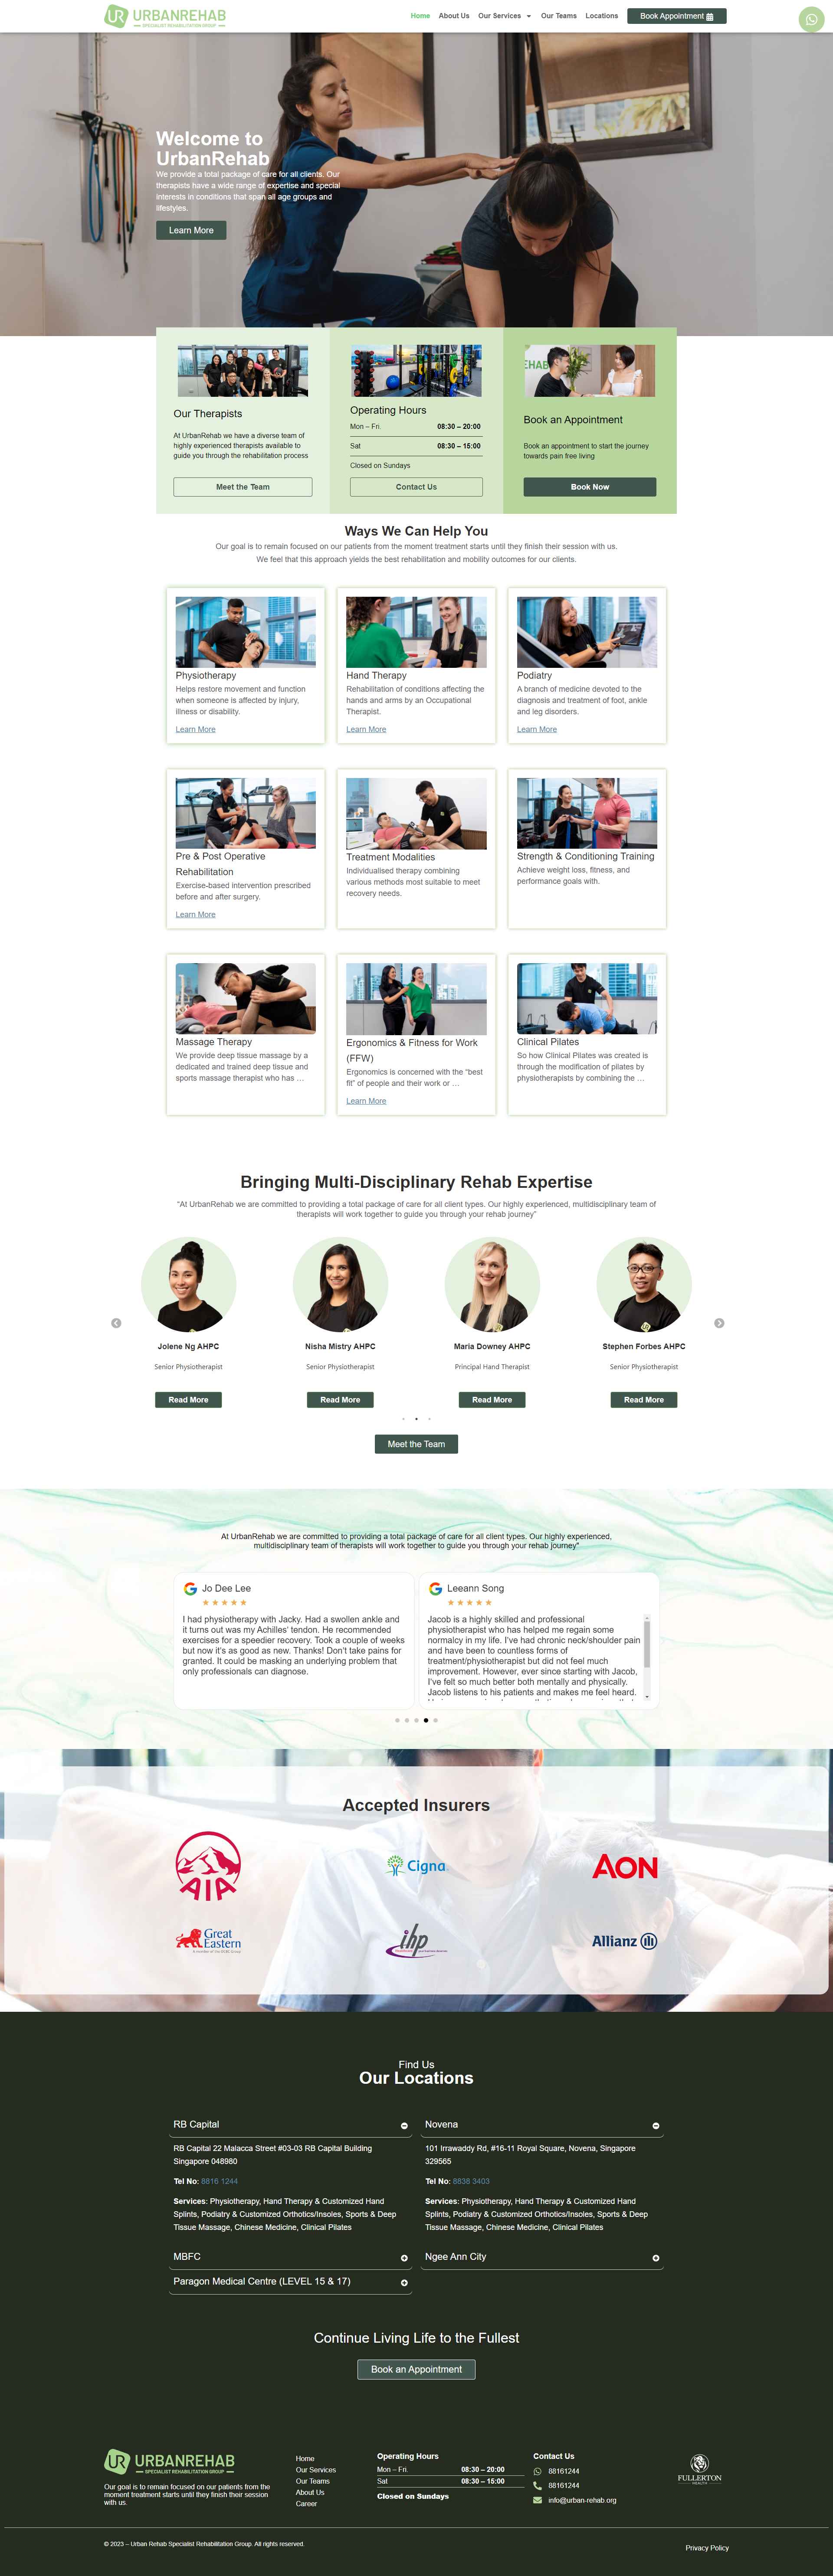 URBANREHAB
SPECIALIST REHABILITATION GROUP
Home
About Us
Our Services
Our Teams
Locations
Book Appointment
Welcome to
UrbanRehab
We provide a total package of care for all clients. Our
therapists have a wide range of expertise and special
interests in conditions that span all age groups and
lifestyles.
Learn More
Our Therapists
At UrbanRehab we have a diverse team of
highly experienced therapists available to
guide you through the rehabilitation process
Meet the Team
Operating Hours
Mon – Fri. 08:30 – 20:00
Sat 08:30 – 15:00
Closed on Sundays
Contact Us
Book an Appointment
Book an appointment to start the journey
towards pain free living
Book Now
Ways We Can Help You
Our goal is to remain focused on our patients from the moment treatment starts until they finish their session with us.
We feel that this approach yields the best rehabilitation and mobility outcomes for our clients.
Physiotherapy
Helps restore movement and function
when someone is affected by injury,
illness or disability.
Learn More
Hand Therapy
Rehabilitation of conditions affecting the
hands and arms by an Occupational
Therapist.
Learn More
Podiatry
A branch of medicine devoted to the
diagnosis and treatment of foot, ankle
and leg disorders.
Learn More
Pre & Post Operative
Rehabilitation
Exercise-based intervention prescribed
before and after surgery.
Learn More
Treatment Modalities
Individualised therapy combining
various methods most suitable to meet
recovery needs.
Strength & Conditioning Training
Achieve weight loss, fitness, and
performance goals with.
Massage Therapy
We provide deep tissue massage by a
dedicated and trained deep tissue and
sports massage therapist who has …
Ergonomics & Fitness for Work
(FFW)
Ergonomics is concerned with the “best
fit” of people and their work or …
Learn More
Clinical Pilates
So how Clinical Pilates was created is
through the modification of pilates by
physiotherapists by combining the …
Bringing Multi-Disciplinary Rehab Expertise
"At UrbanRehab we are committed to providing a total package of care for all client types. Our highly experienced, multidisciplinary team of
therapists will work together to guide you through your rehab journey"
Jolene Ng AHPC
Senior Physiotherapist
Read More
Nisha Mistry AHPC
Senior Physiotherapist
Read More
Maria Downey AHPC
Principal Hand Therapist
Read More
Stephen Forbes AHPC
Senior Physiotherapist
Read More
Meet the Team
At UrbanRehab we are committed to providing a total package of care for all client types. Our highly experienced,
multidisciplinary team of therapists will work together to guide you through your rehab journey"
Jo Dee Lee
I had physiotherapy with Jacky. Had a swollen ankle and
it turns out was my Achilles' tendon. He recommended
exercises for a speedier recovery. Took a couple of weeks
but now it's as good as new. Thanks! Don't take pains for
granted. It could be masking an underlying problem that
only professionals can diagnose.
Leeann Song
Jacob is a highly skilled and professional
physiotherapist who has helped me regain some
normalcy in my life. I've had chronic neck/shoulder pain
and have been to countless forms of
treatment/physiotherapist but did not feel much
improvement. However, ever since starting with Jacob,
I've felt so much better both mentally and physically.
Jacob listens to his patients and makes me feel heard.
Accepted Insurers
AIA
Cigna
AON
Great
Eastern
ihp
Allianz
Find Us
Our Locations
RB Capital
RB Capital 22 Malacca Street #03-03 RB Capital Building
Singapore 048980
Tel No: 8816 1244
Services: Physiotherapy, Hand Therapy & Customized Hand
Splints, Podiatry & Customized Orthotics/Insoles, Sports & Deep
Tissue Massage, Chinese Medicine, Clinical Pilates
MBFC
Paragon Medical Centre (LEVEL 15 & 17)
Novena
101 Irrawaddy Rd, #16-11 Royal Square, Novena, Singapore
329565
Tel No: 8838 3403
Services: Physiotherapy, Hand Therapy & Customized Hand
Splints, Podiatry & Customized Orthotics/Insoles, Sports & Deep
Tissue Massage, Chinese Medicine, Clinical Pilates
Ngee Ann City
Continue Living Life to the Fullest
Book an Appointment
URBANREHAB
SPECIALIST REHABILITATION GROUP
Our goal is to remain focused on our patients from the
moment treatment starts until they finish their session
with us.
Home
Our Services
Our Teams
About Us
Career
Operating Hours
Mon – Fri. 08:30 – 20:00
Sat 08:30 – 15:00
Closed on Sundays
Contact Us
88161244
88161244
info@urban-rehab.org
FULLERTON
HEALTH
© 2023 – Urban Rehab Specialist Rehabilitation Group. All rights reserved.
Privacy Policy